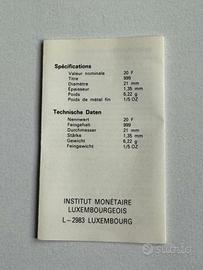 Spécifications
Valeur nominale 20 F
Titre 999
Diamètre 21 mm
Epaisseur 1,35 mm
Poids 6,22 g
Poids de métal fin 1/5 OZ
Technische Daten
Nennwert 20 F
Feingehalt 999
Durchmesser 21 mm
Stärke 1,35 mm
Gewicht 6,22 g
Feingewicht 1/5 OZ
INSTITUT MONÉTAIRE
LUXEMBOURGEOIS
L-2983 LUXEMBOURG
subito